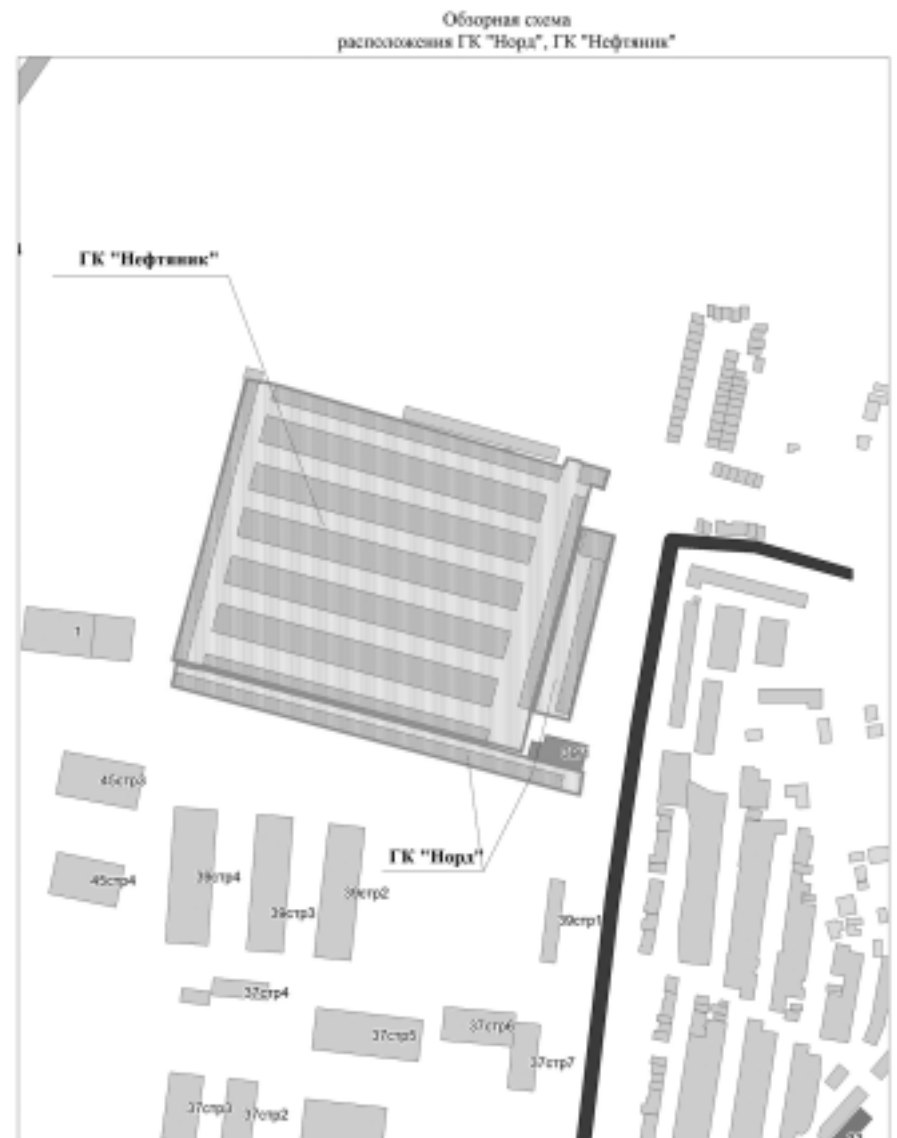 Обзорная схема
расположения ГК "Норд", ГК "Нефтяник"
ГК "Нефтяник"
1
45стр3
ГК "Норд"
45стр4
39стр4
39стр2
39стр3
39стр1
37стр4
37стр5
37стр6
37стр7
37стр3
37стр2